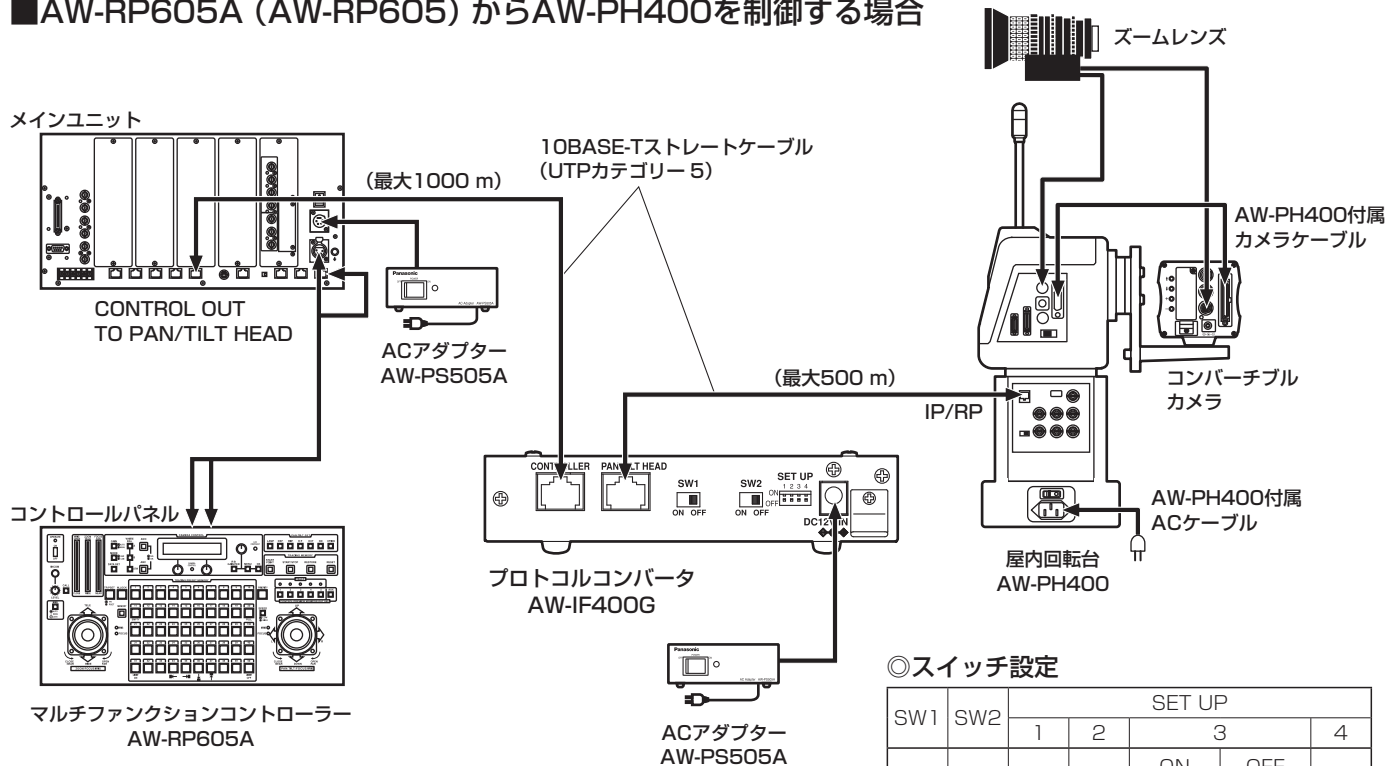 ■AW-RP605A（AW-RP605）からAW-PH400を制御する場合
ズームレンズ
メインユニット
10BASE-Tストレートケーブル
（UTPカテゴリー 5）
（最大1000 m）
AW-PH400付属
カメラケーブル
CONTROL OUT
TO PAN/TILT HEAD
Panasonic
ACアダプター
AW-PS505A
（最大500 m）
IP/RP
コンバーチブル
カメラ
CONTROLLER
PAN/TILT HEAD
SW1
ON OFF
SW2
ON OFF
SET UP
1 2 3 4
ON
OFF
DC12V IN
AW-PH400付属
ACケーブル
コントロールパネル
プロトコルコンバータ
AW-IF400G
屋内回転台
AW-PH400
Panasonic
マルチファンクションコントローラー
AW-RP605A
ACアダプター
AW-PS505A
◎スイッチ設定
SW1 SW2 SET UP
1 2 3 4
ON OFF